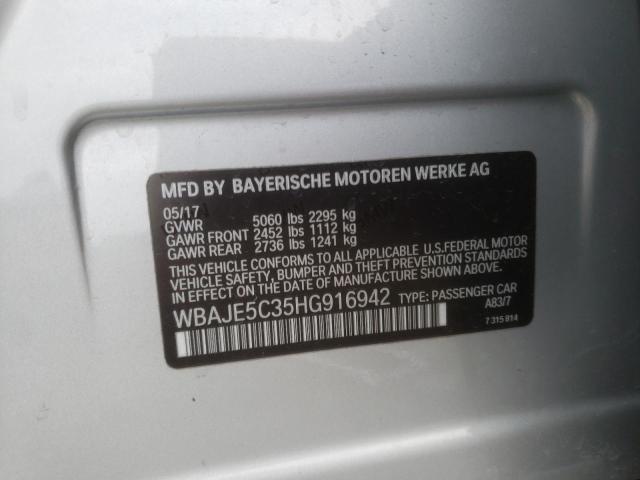 MFD BY BAYERISCHE MOTOREN WERKE AG
05/17
GVWR 5060 lbs 2295 kg
GAWR FRONT 2452 lbs 1112 kg
GAWR REAR 2736 lbs 1241 kg
THIS VEHICLE CONFORMS TO ALL APPLICABLE U.S.FEDERAL MOTOR
VEHICLE SAFETY, BUMPER AND THEFT PREVENTION STANDARDS
IN EFFECT ON THE DATE OF MANUFACTURE SHOWN ABOVE.
WBAJE5C35HG916942 TYPE: PASSENGER CAR
A83/7
7 315 814